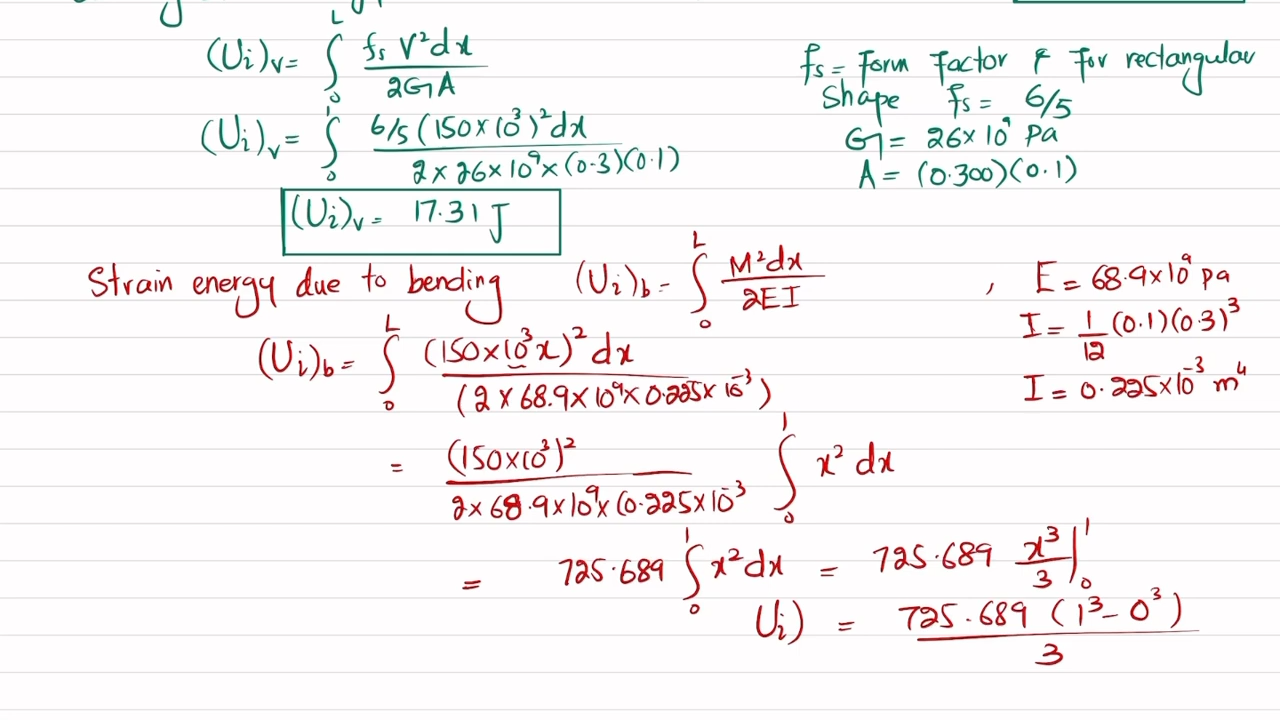 L
(Ui)v = ∫ fs V²dx / 2GA
0
fs = Form Factor & For rectangular
Shape fs = 6/5
G = 26×10⁹ Pa
A = (0.300)(0.1)
(Ui)v = ∫₀¹ 6/5 (150×10³)²dx / 2×26×10⁹×(0.3)(0.1)
(Ui)v = 17.31 J
Strain energy due to bending (Ui)b = ∫₀ᴸ M²dx / 2EI , E = 68.9×10⁹ pa
I = 1/12 (0.1)(0.3)³
I = 0.225×10⁻³ m⁴
(Ui)b = ∫₀ᴸ (150×10³x)² dx / (2×68.9×10⁹×0.225×10⁻³)
= (150×10³)² / 2×68.9×10⁹×(0.225×10⁻³ ∫₀¹ x² dx
= 725.689 ∫₀¹ x²dx = 725.689 x³/3 |₀¹
Ui) = 725.689 (1³-0³) / 3